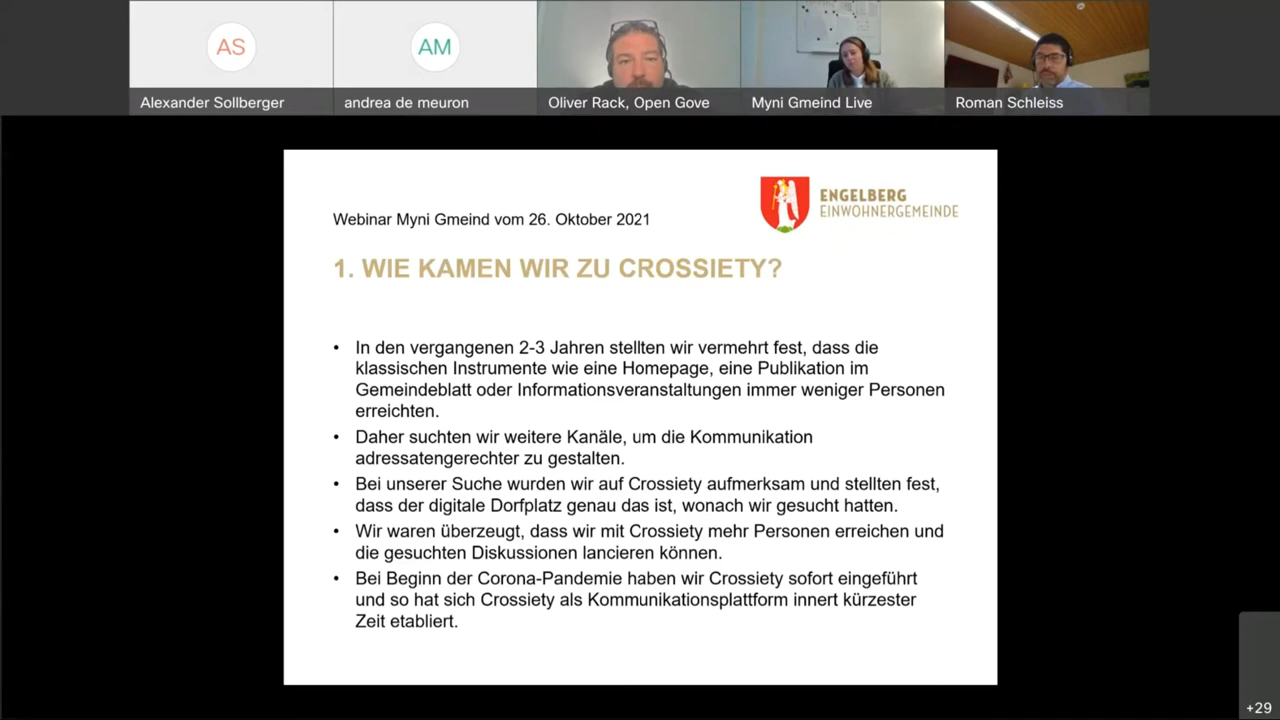 AS
AM
Alexander Sollberger
andrea de meuron
Oliver Rack, Open Gove
Myni Gmeind Live
Roman Schleiss
ENGELBERG
EINWOHNERGEMEINDE
Webinar Myni Gmeind vom 26. Oktober 2021
1. WIE KAMEN WIR ZU CROSSIETY?
• In den vergangenen 2-3 Jahren stellten wir vermehrt fest, dass die
klassischen Instrumente wie eine Homepage, eine Publikation im
Gemeindeblatt oder Informationsveranstaltungen immer weniger Personen
erreichten.
• Daher suchten wir weitere Kanäle, um die Kommunikation
adressatengerechter zu gestalten.
• Bei unserer Suche wurden wir auf Crossiety aufmerksam und stellten fest,
dass der digitale Dorfplatz genau das ist, wonach wir gesucht hatten.
• Wir waren überzeugt, dass wir mit Crossiety mehr Personen erreichen und
die gesuchten Diskussionen lancieren können.
• Bei Beginn der Corona-Pandemie haben wir Crossiety sofort eingeführt
und so hat sich Crossiety als Kommunikationsplattform innert kürzester
Zeit etabliert.
+29